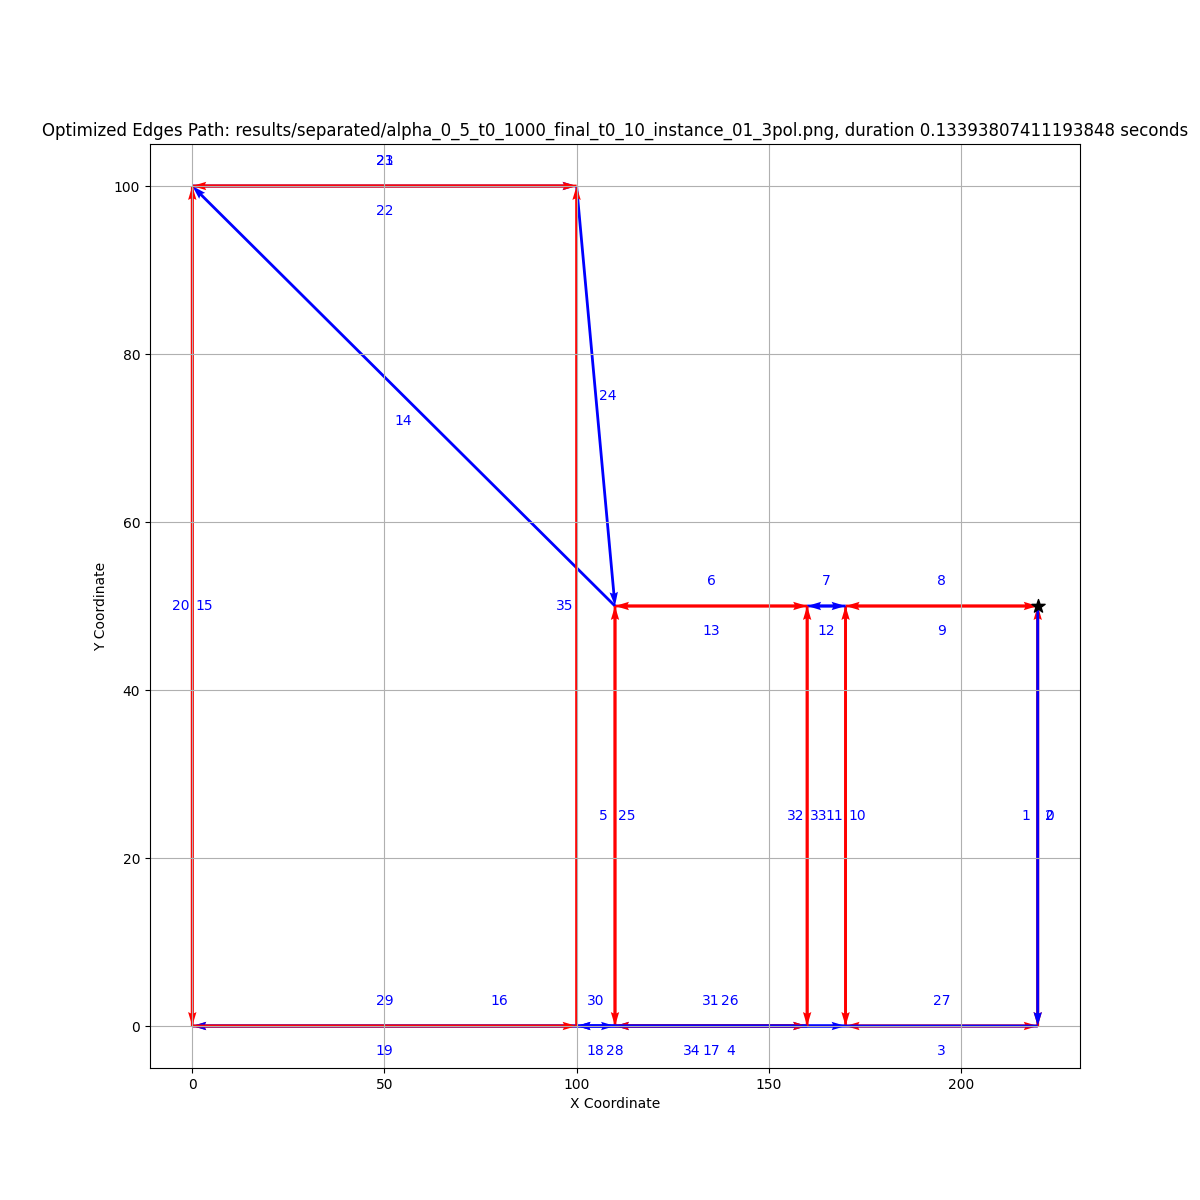 Optimized Edges Path: results/separated/alpha_0_5_t0_1000_final_t0_10_instance_01_3pol.png, duration 0.13393807411193848 seconds
23
100
22
80
24
14
60
6 7 8
20 15 35
13 12 9
Y Coordinate
40
5 25 32 33 11 10 1
20
29 16 30 31 26 27
0
19 18 28 34 17 4 3
0 50 100 150 200
X Coordinate